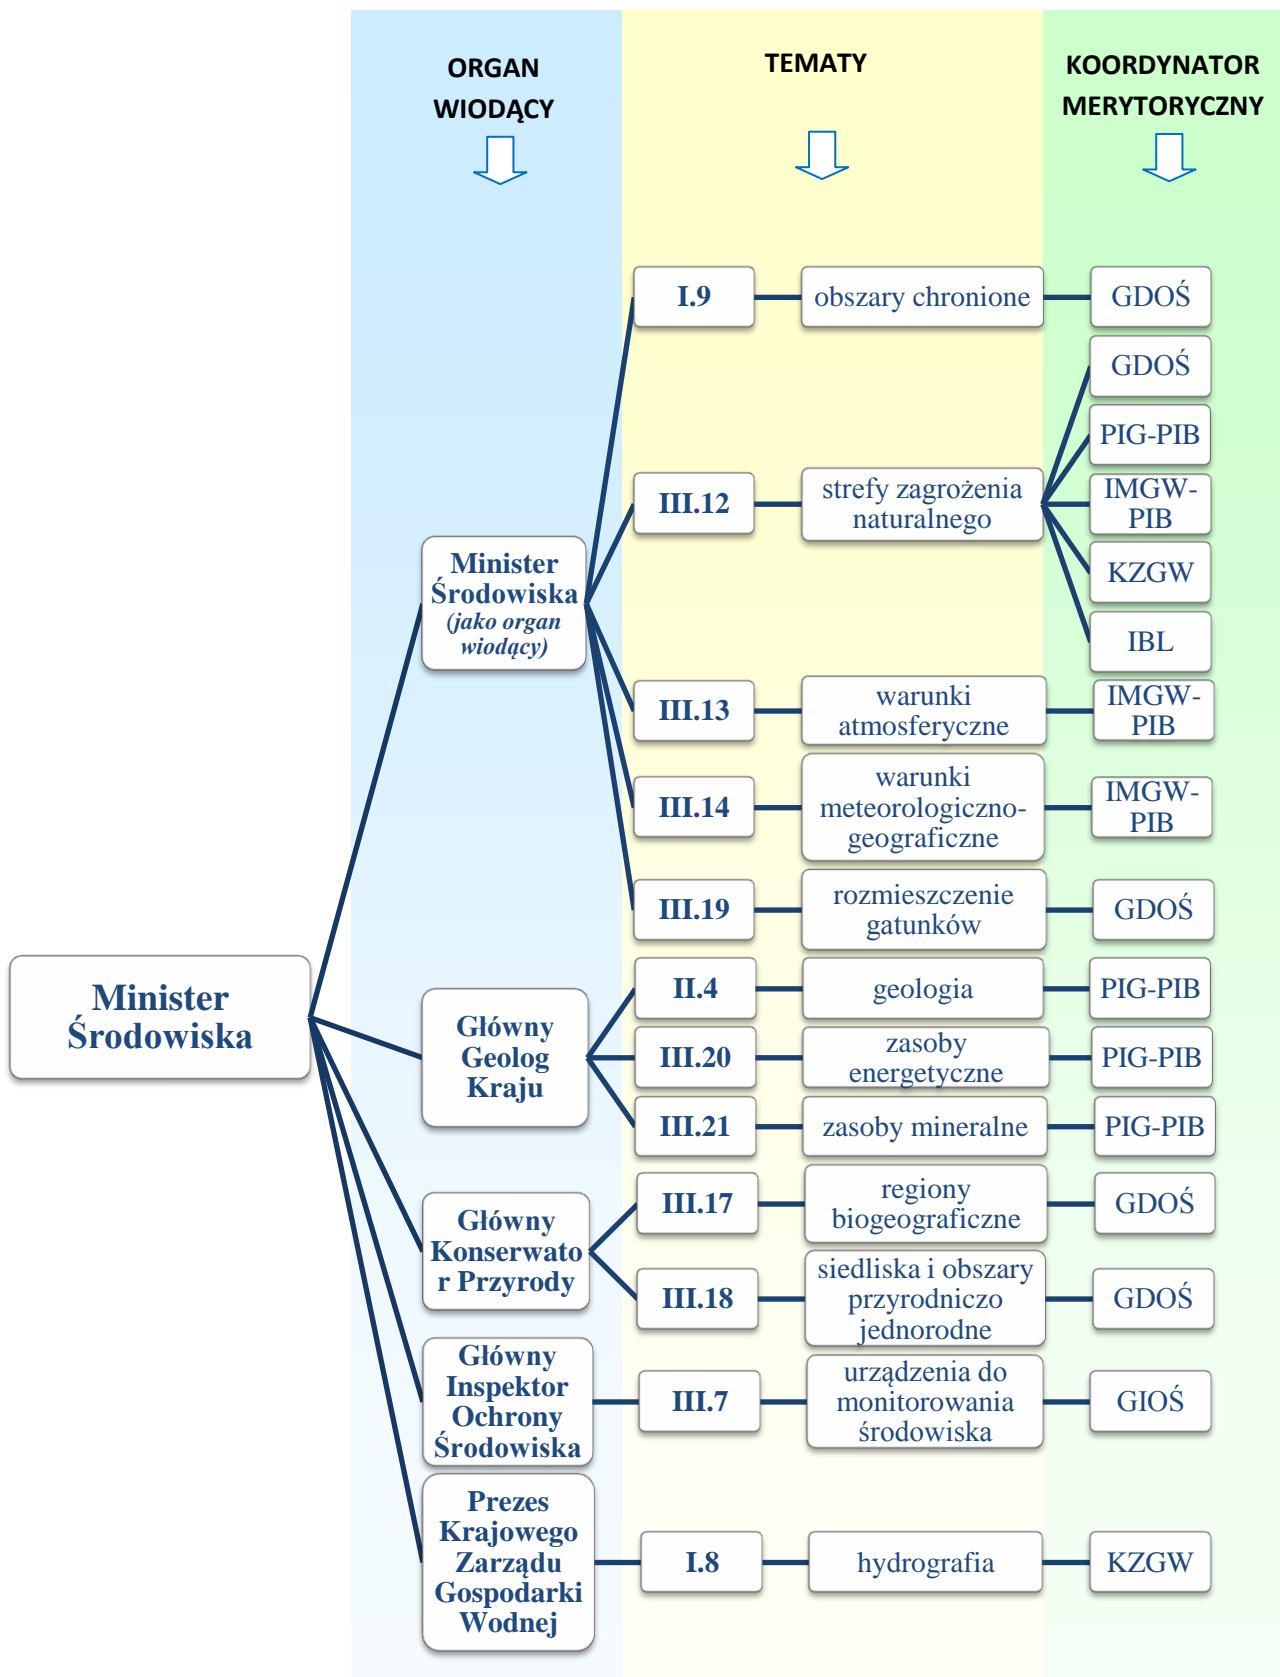 ORGAN
WIODĄCY
TEMATY
KOORDYNATOR
MERYTORYCZNY
Minister
Środowiska
Minister
Środowiska
(jako organ
wiodący)
I.9
obszary chronione
GDOŚ
III.12
strefy zagrożenia
naturalnego
GDOŚ
PIG-PIB
IMGW-
PIB
KZGW
IBL
III.13
warunki
atmosferyczne
IMGW-
PIB
III.14
warunki
meteorologiczno-
geograficzne
IMGW-
PIB
III.19
rozmieszczenie
gatunków
GDOŚ
Główny
Geolog
Kraju
II.4
geologia
PIG-PIB
III.20
zasoby
energetyczne
PIG-PIB
III.21
zasoby mineralne
PIG-PIB
Główny
Konserwato
r Przyrody
III.17
regiony
biogeograficzne
GDOŚ
III.18
siedliska i obszary
przyrodniczo
jednorodne
GDOŚ
Główny
Inspektor
Ochrony
Środowiska
III.7
urządzenia do
monitorowania
środowiska
GIOŚ
Prezes
Krajowego
Zarządu
Gospodarki
Wodnej
I.8
hydrografia
KZGW